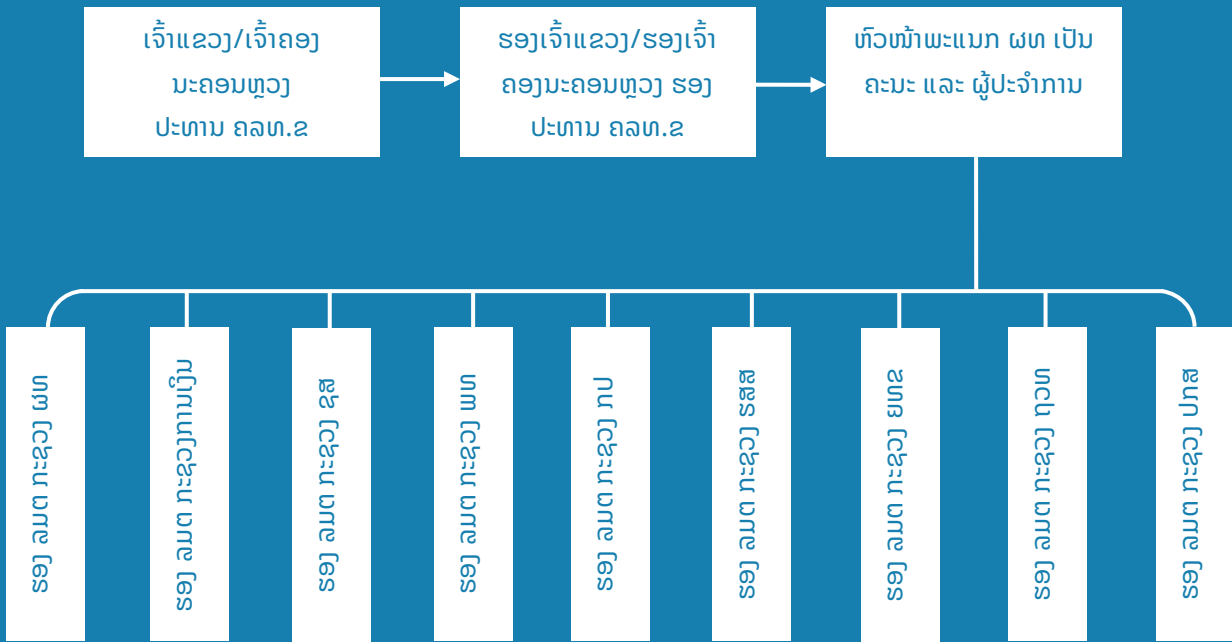 ເຈົ້າແຂວງ/ເຈົ້າຄອງ
ນະຄອນຫຼວງ
ປະທານ ຄລທ.ຂ
ຮອງເຈົ້າແຂວງ/ຮອງເຈົ້າ
ຄອງນະຄອນຫຼວງ ຮອງ
ປະທານ ຄລທ.ຂ
ຫົວໜ້າພະແນກ ຜທ ເປັນ
ຄະນະ ແລະ ຜູ້ປະຈຳການ
ຮອງ ລມຕ ກະຊວງ ຜທ
ຮອງ ລມຕ ກະຊວງການເງິນ
ຮອງ ລມຕ ກະຊວງ ຊສ
ຮອງ ລມຕ ກະຊວງ ພທ
ຮອງ ລມຕ ກະຊວງ ກປ
ຮອງ ລມຕ ກະຊວງ ຮສສ
ຮອງ ລມຕ ກະຊວງ ຍທຂ
ຮອງ ລມຕ ກະຊວງ ຖວທ
ຮອງ ລມຕ ກະຊວງ ປກສ